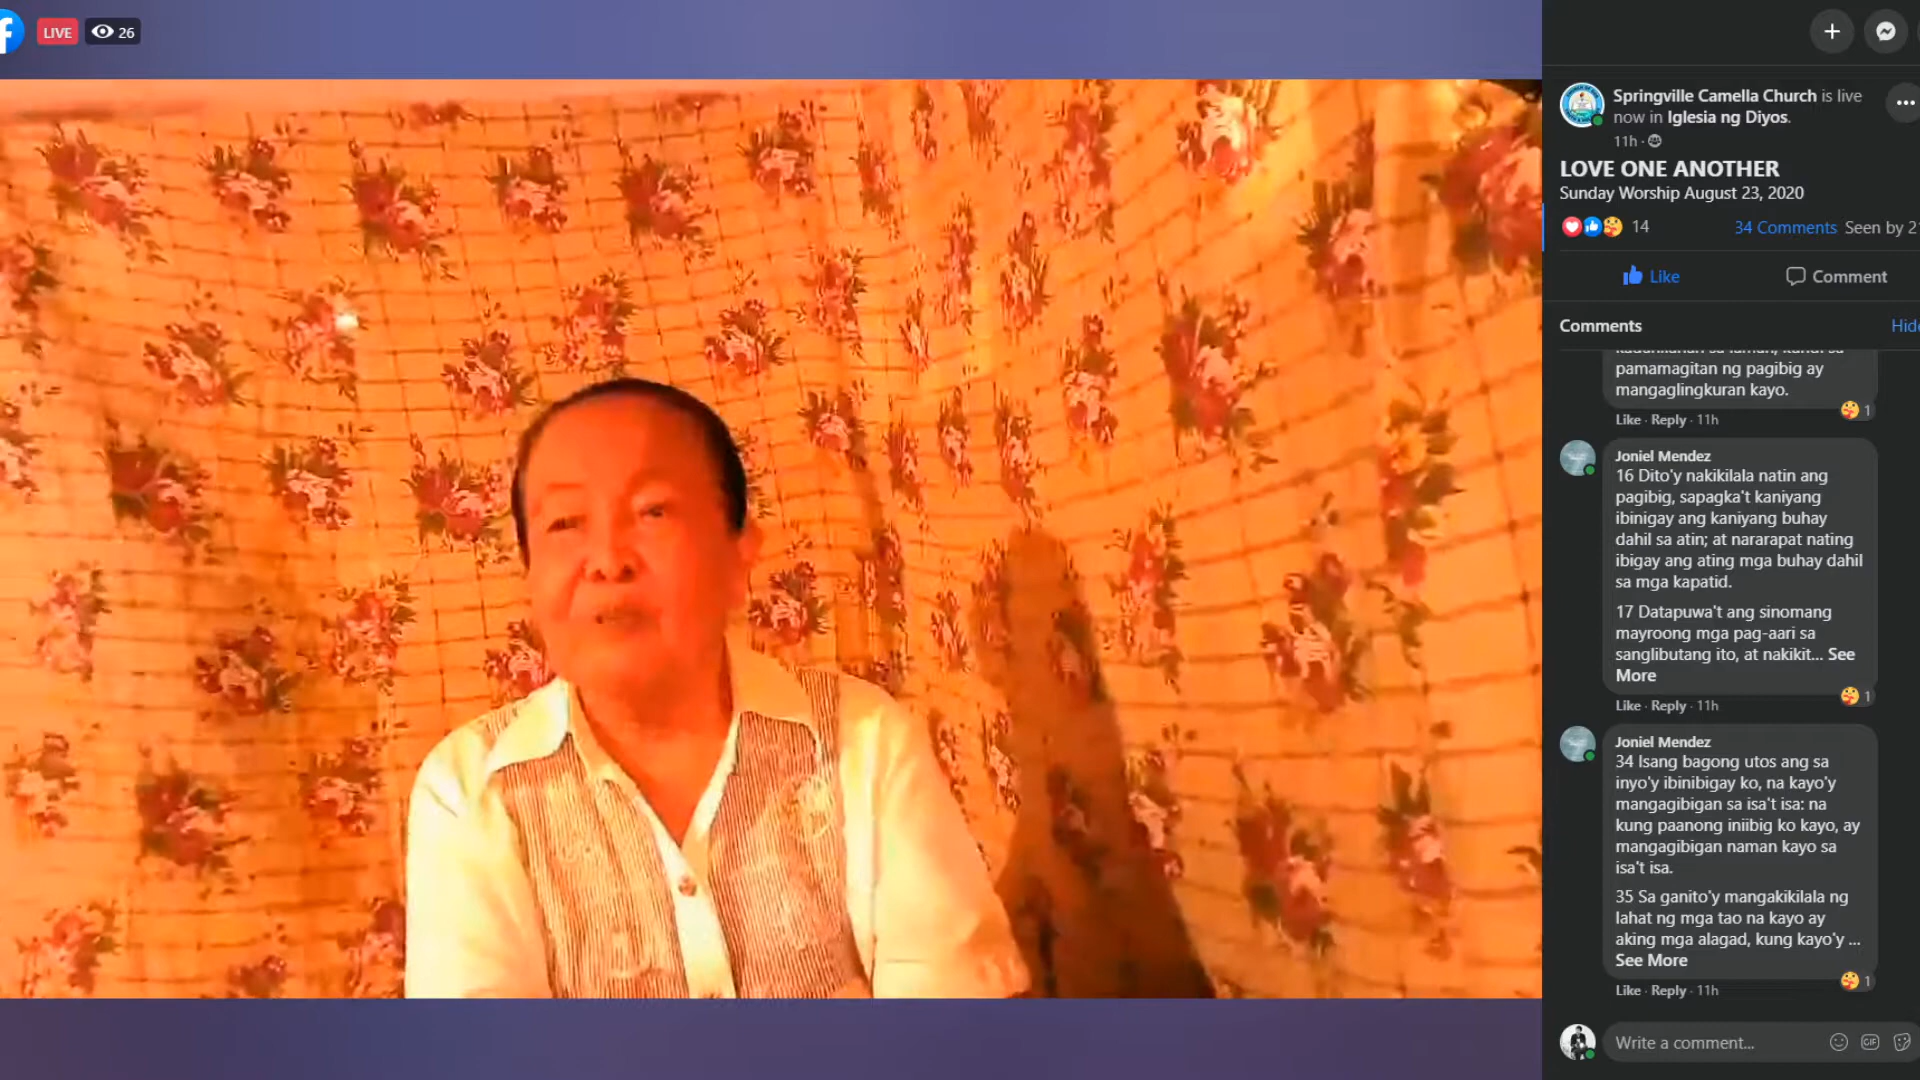 LIVE 26
Springville Camella Church is live
now in Iglesia ng Diyos.
11h
LOVE ONE ANOTHER
Sunday Worship August 23, 2020
14 34 Comments Seen by
Like Comment
Comments
pamamagitan ng pagibig ay
mangaglingkuran kayo.
1
Like · Reply · 11h
Joniel Mendez
16 Dito'y nakikilala natin ang
pagibig, sapagka't kaniyang
ibinigay ang kaniyang buhay
dahil sa atin; at nararapat nating
ibigay ang ating mga buhay dahil
sa mga kapatid.
17 Datapuwa't ang sinomang
mayroong mga pag-aari sa
sanglibutang ito, at nakikit... See
More
1
Like · Reply · 11h
Joniel Mendez
34 Isang bagong utos ang sa
inyo'y ibinibigay ko, na kayo'y
mangagibigan sa isa't isa: na
kung paanong iniibig ko kayo, ay
mangagibigan naman kayo sa
isa't isa.
35 Sa ganito'y mangakikilala ng
lahat ng mga tao na kayo ay
aking mga alagad, kung kayo'y ...
See More
1
Like · Reply · 11h
Write a comment... GIF